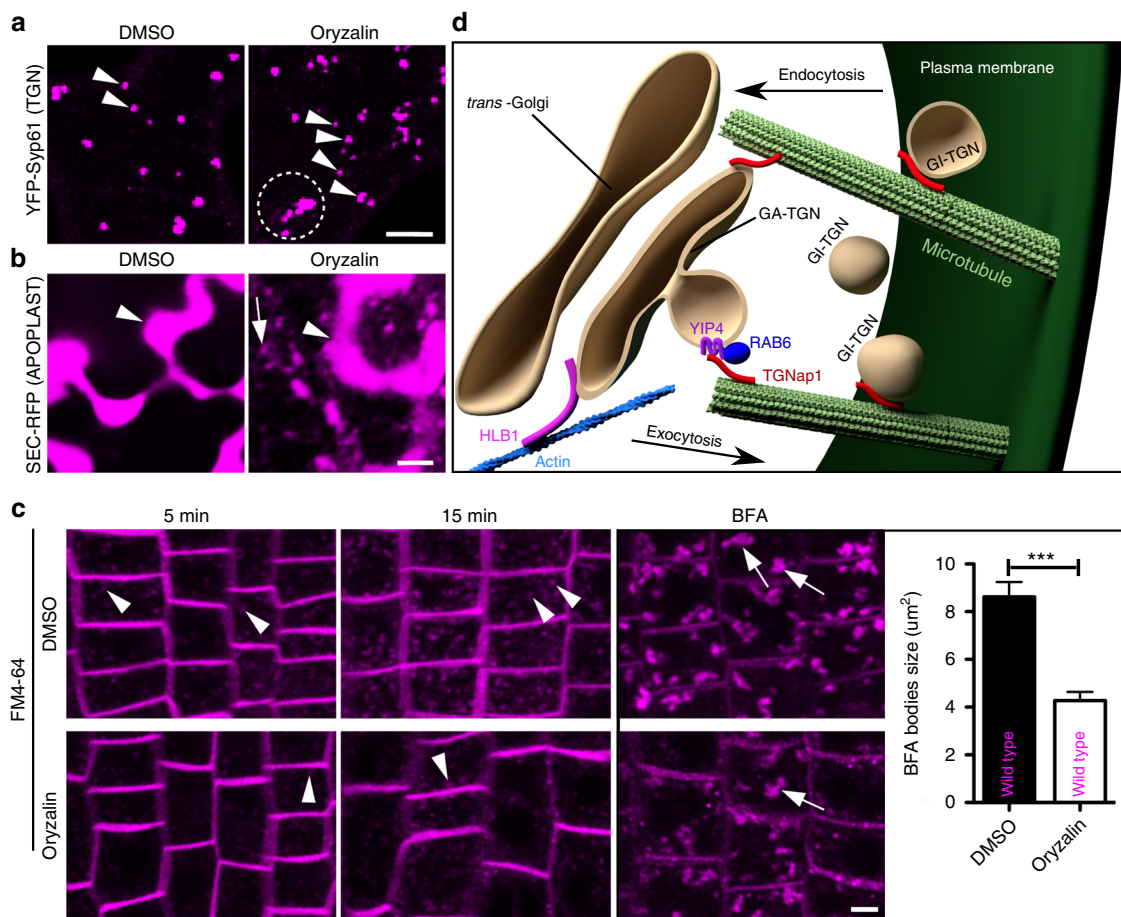 a
DMSO
Oryzalin
YFP-Syp61 (TGN)
b
DMSO
Oryzalin
SEC-RFP (APOPLAST)
d
Endocytosis
Plasma membrane
trans -Golgi
GI-TGN
GA-TGN
GI-TGN
Microtubule
GI-TGN
YIP4
RAB6
TGNap1
HLB1
Exocytosis
Actin
c
5 min
15 min
BFA
FM4-64
DMSO
Oryzalin
BFA bodies size (um²)
10
8
6
4
2
0
***
Wild type
Wild type
DMSO
Oryzalin